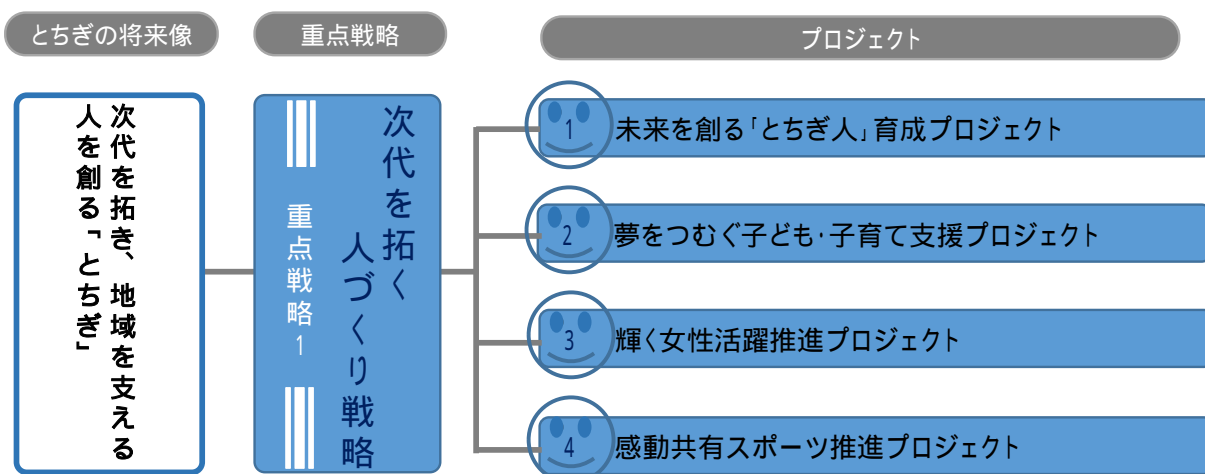 とちぎの将来像
重点戦略
プロジェクト
次代を拓き、地域を支える
人を創る「とちぎ」
重点戦略1
次代を拓く
人づくり戦略
1
未来を創る「とちぎ人」育成プロジェクト
2
夢をつむぐ子ども・子育て支援プロジェクト
3
輝く女性活躍推進プロジェクト
4
感動共有スポーツ推進プロジェクト